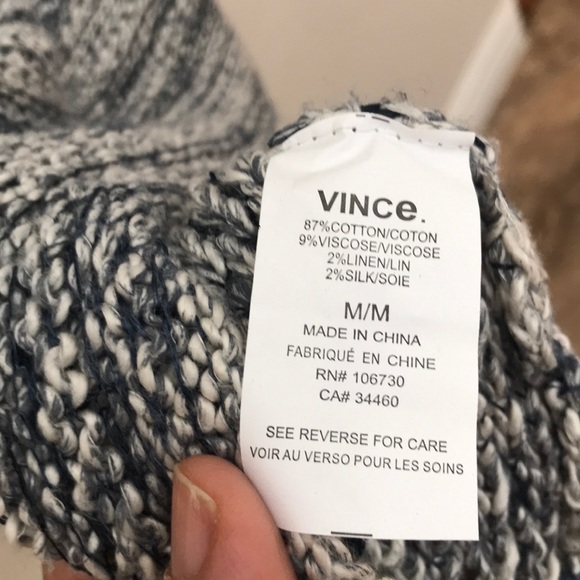 VINCe.
87%COTTON/COTON
9%VISCOSE/VISCOSE
2%LINEN/LIN
2%SILK/SOIE
M/M
MADE IN CHINA
FABRIQUÉ EN CHINE
RN# 106730
CA# 34460
SEE REVERSE FOR CARE
VOIR AU VERSO POUR LES SOINS